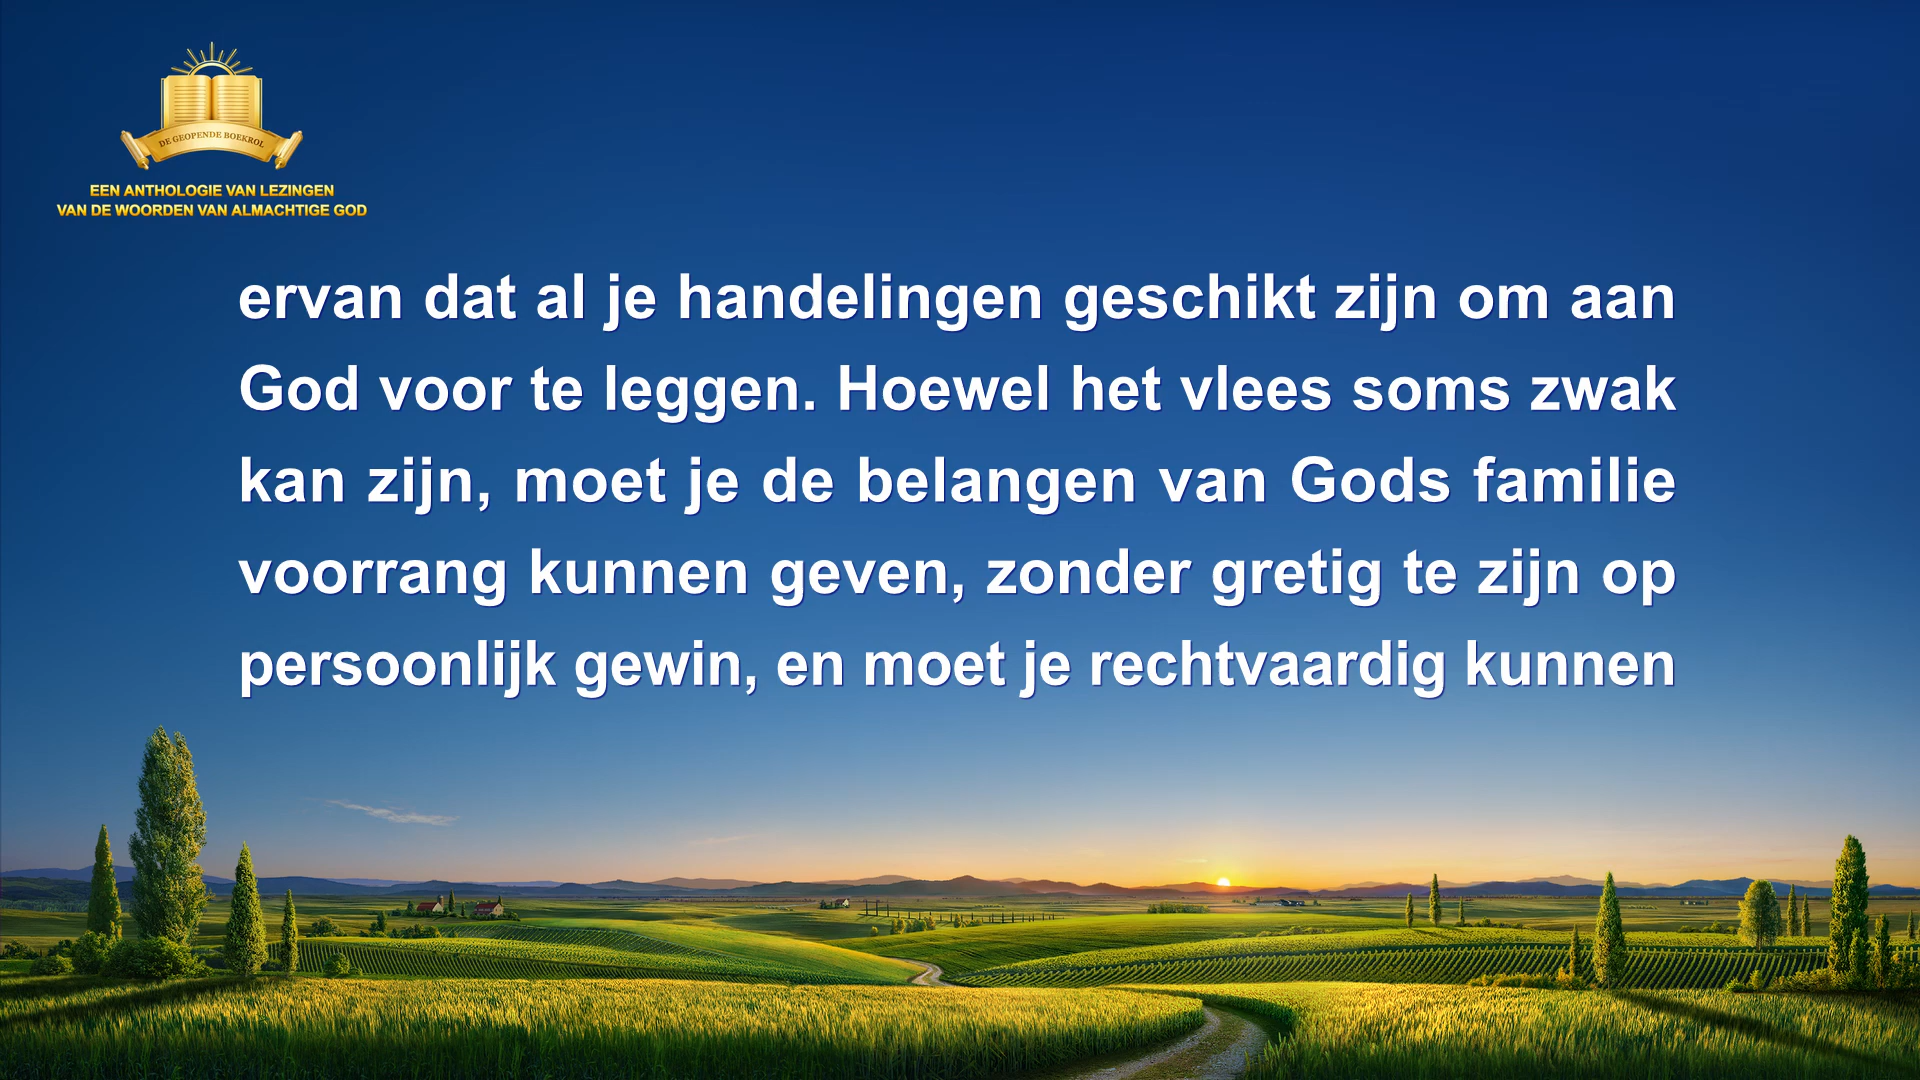 DE GEOPENDE BOEKROL
EEN ANTHOLOGIE VAN LEZINGEN
VAN DE WOORDEN VAN ALMACHTIGE GOD
ervan dat al je handelingen geschikt zijn om aan
God voor te leggen. Hoewel het vlees soms zwak
kan zijn, moet je de belangen van Gods familie
voorrang kunnen geven, zonder gretig te zijn op
persoonlijk gewin, en moet je rechtvaardig kunnen